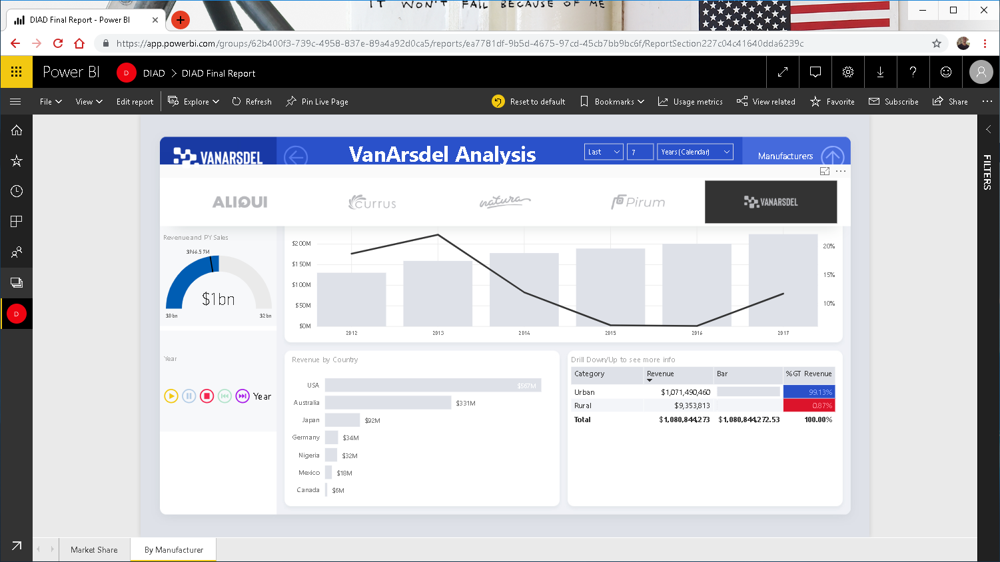 IT WON'T FAIL BECAUSE OF ME
DIAD Final Report - Power BI
https://app.powerbi.com/groups/62b400f3-739c-4958-837e-89a4a92d0ca5/reports/ea7781df-9b5d-4675-97cd-45cb7bb9bc6f/ReportSection227c04c41640dda6239c
Power BI D DIAD > DIAD Final Report
File View Edit report Explore Refresh Pin Live Page Reset to default Bookmarks Usage metrics View related Favorite Subscribe Share
VANARSDEL VanArsdel Analysis Last 7 Years (Calendar) Manufacturers
FILTERS
ALIQUI Currus natura Pirum VANARSDEL
Revenue and PY Sales
$966.57M
$1bn
$0bn $2bn
$200M 20%
$150M 15%
$100M
$50M 10%
$0M
2012 2013 2014 2015 2016 2017
Year
Year
Revenue by Country
USA $567M
Australia $331M
Japan $92M
Germany $34M
Nigeria $32M
Mexico $18M
Canada $6M
Drill Down/Up to see more info
Category Revenue Bar %GT Revenue
Urban $1,071,490,460 99.13%
Rural $9,353,813 0.87%
Total $1,080,844,273 $1,080,844,272.53 100.00%
D
Market Share By Manufacturer